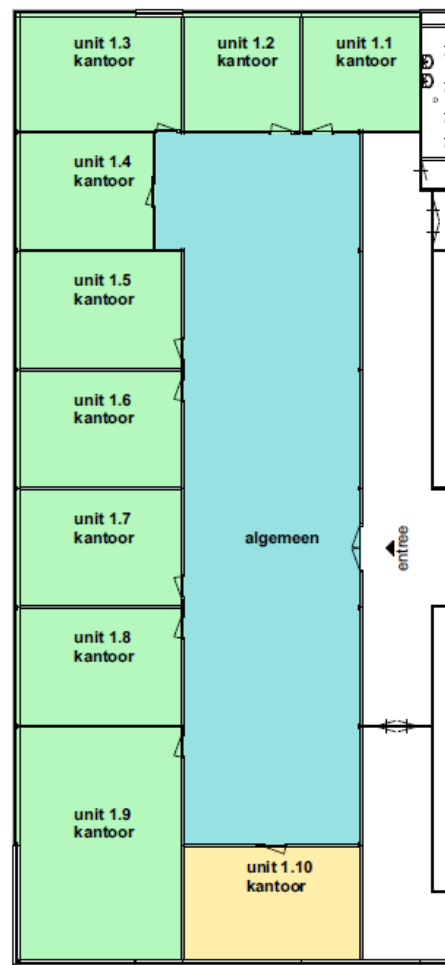 unit 1.3
kantoor
unit 1.2
kantoor
unit 1.1
kantoor
unit 1.4
kantoor
unit 1.5
kantoor
unit 1.6
kantoor
unit 1.7
kantoor
algemeen
entree
unit 1.8
kantoor
unit 1.9
kantoor
unit 1.10
kantoor